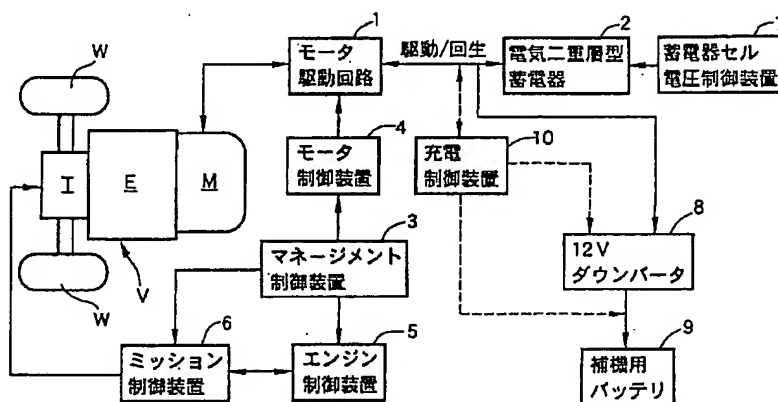 W
T
E
M
V
W
1
モータ
駆動回路
駆動/回生
2
電気二重層型
蓄電器
蓄電器セル
電圧制御装置
4
モータ
制御装置
10
充電
制御装置
3
マネージメント
制御装置
8
12V
ダウンバータ
6
ミッション
制御装置
5
エンジン
制御装置
9
補機用
バッテリ